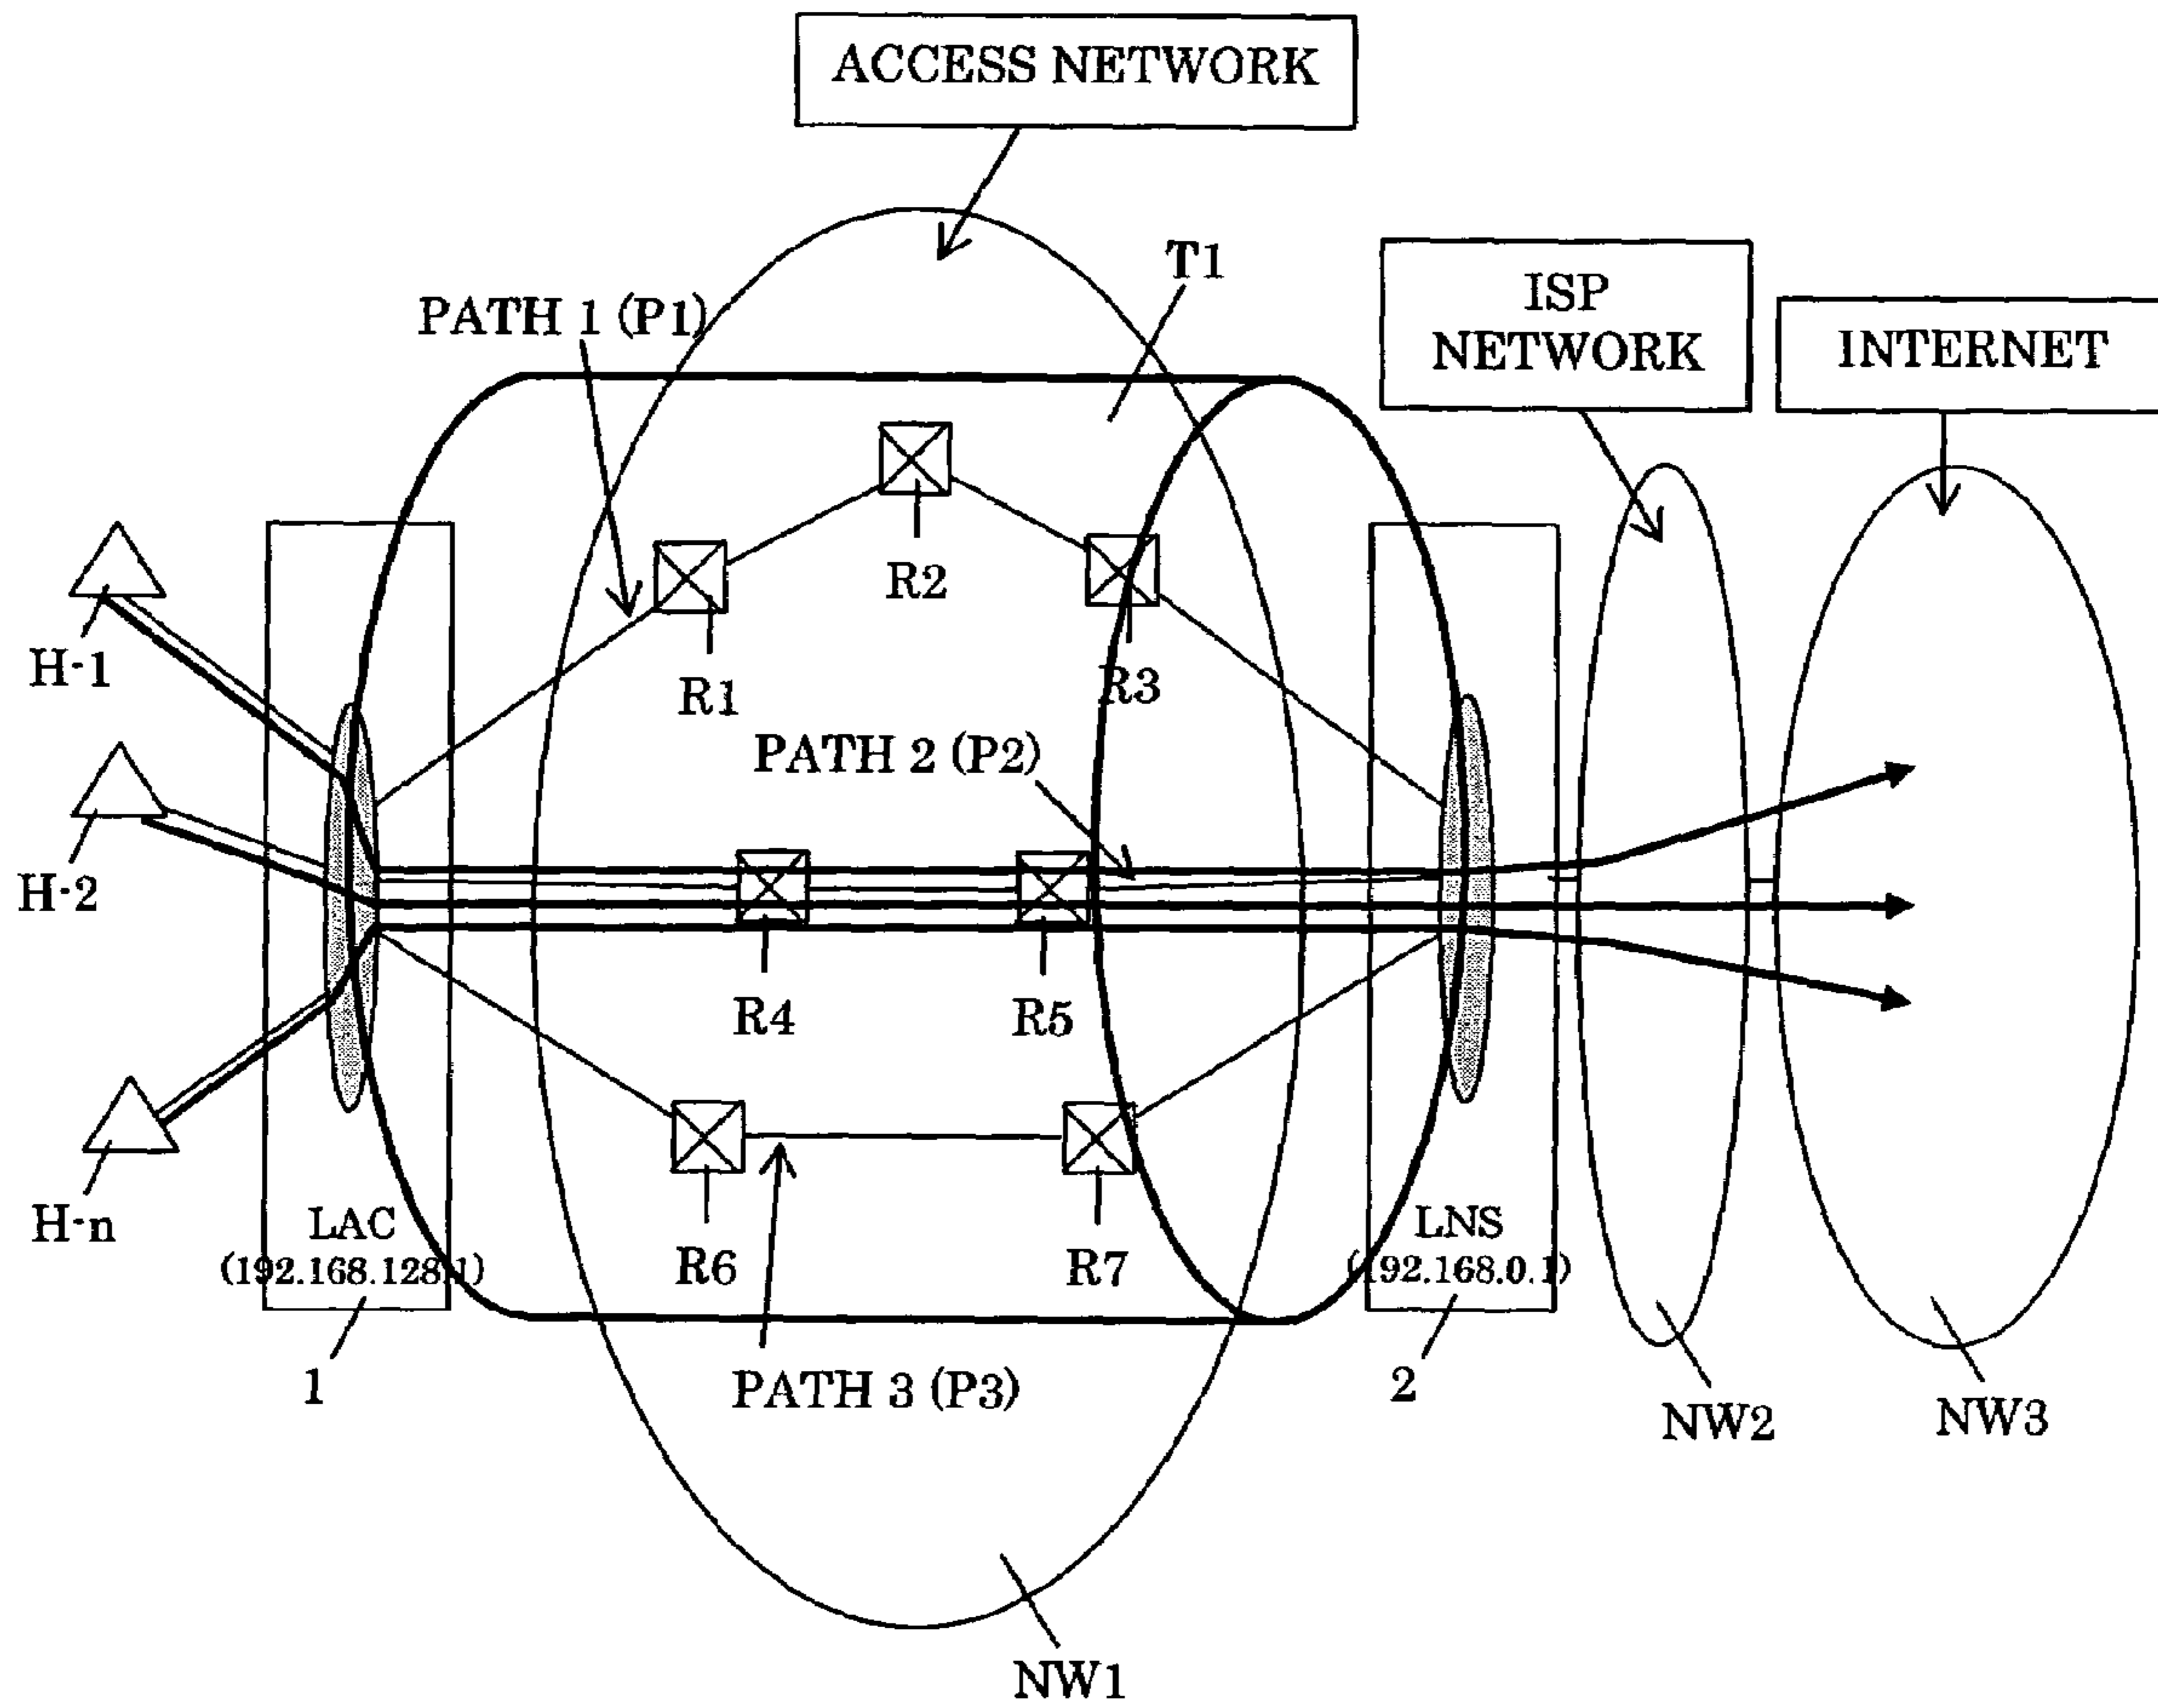 ACCESS NETWORK
T1
ISP
NETWORK
INTERNET
PATH 1 (P1)
R2
H-1
R1
R3
PATH 2 (P2)
H-2
R4
R5
H-n
LAC
(192.168.128.1)
R6
R7
LNS
(192.168.0.1)
1
PATH 3 (P3)
2
NW2
NW3
NW1